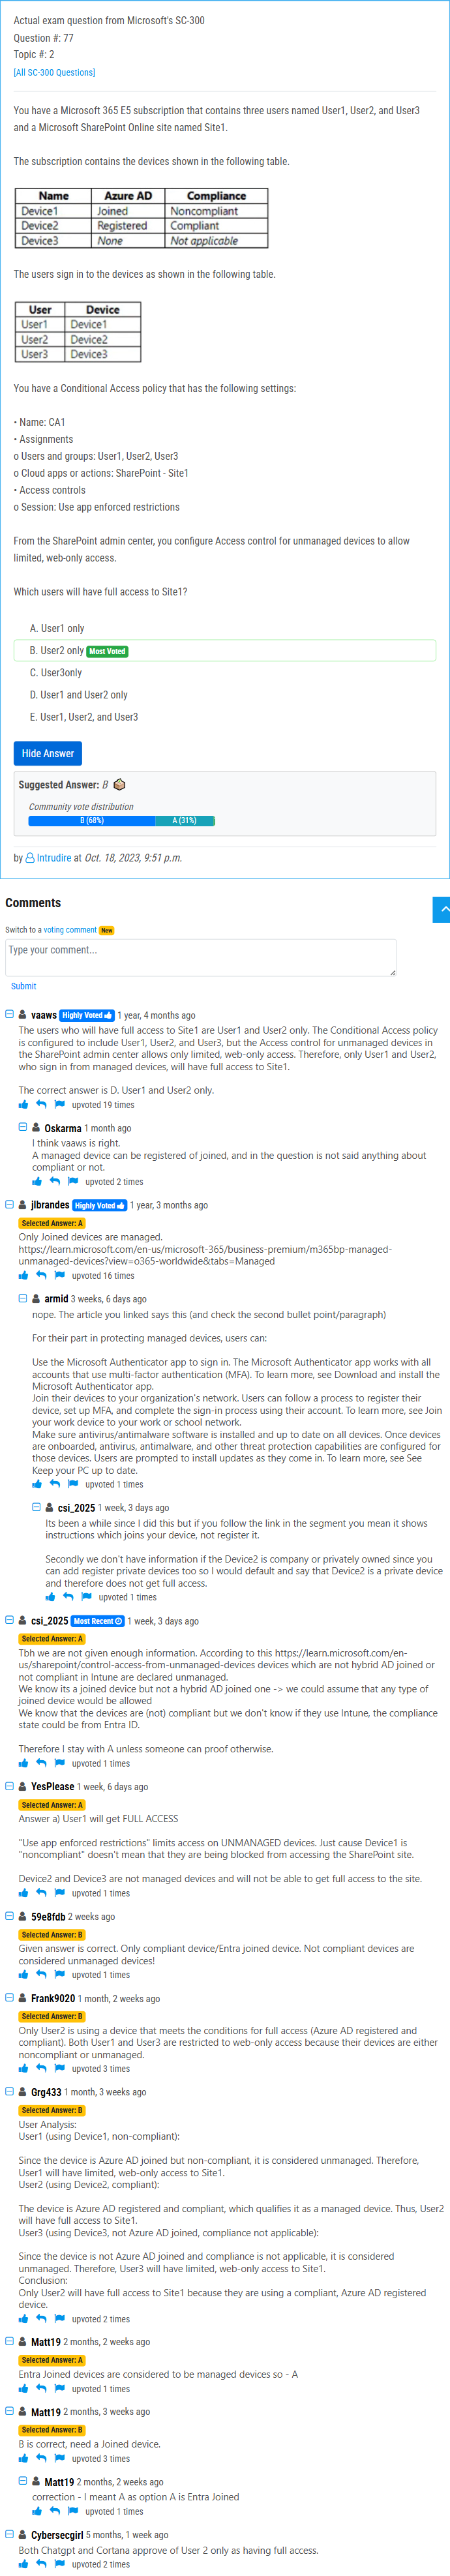 Actual exam question from Microsoft's SC-300
Question #: 77
Topic #: 2
[All SC-300 Questions]
You have a Microsoft 365 E5 subscription that contains three users named User1, User2, and User3
and a Microsoft SharePoint Online site named Site1.
The subscription contains the devices shown in the following table.
Name Azure AD Compliance
Device1 Joined Noncompliant
Device2 Registered Compliant
Device3 None Not applicable
The users sign in to the devices as shown in the following table.
User Device
User1 Device1
User2 Device2
User3 Device3
You have a Conditional Access policy that has the following settings:
• Name: CA1
• Assignments
o Users and groups: User1, User2, User3
o Cloud apps or actions: SharePoint - Site1
• Access controls
o Session: Use app enforced restrictions
From the SharePoint admin center, you configure Access control for unmanaged devices to allow
limited, web-only access.
Which users will have full access to Site1?
A. User1 only
B. User2 only Most Voted
C. User3only
D. User1 and User2 only
E. User1, User2, and User3
Hide Answer
Suggested Answer: B
Community vote distribution
B (68%) A (31%)
by Intrudire at Oct. 18, 2023, 9:51 p.m.
Comments
Switch to a voting comment New
Type your comment...
Submit
vaaws Highly Voted 1 year, 4 months ago
The users who will have full access to Site1 are User1 and User2 only. The Conditional Access policy
is configured to include User1, User2, and User3, but the Access control for unmanaged devices in
the SharePoint admin center allows only limited, web-only access. Therefore, only User1 and User2,
who sign in from managed devices, will have full access to Site1.
The correct answer is D. User1 and User2 only.
upvoted 19 times
Oskarma 1 month ago
I think vaaws is right.
A managed device can be registered of joined, and in the question is not said anything about
compliant or not.
upvoted 2 times
jlbrandes Highly Voted 1 year, 3 months ago
Selected Answer: A
Only Joined devices are managed.
https://learn.microsoft.com/en-us/microsoft-365/business-premium/m365bp-managed-
unmanaged-devices?view=o365-worldwide&tabs=Managed
upvoted 16 times
armid 3 weeks, 6 days ago
nope. The article you linked says this (and check the second bullet point/paragraph)
For their part in protecting managed devices, users can:
Use the Microsoft Authenticator app to sign in. The Microsoft Authenticator app works with all
accounts that use multi-factor authentication (MFA). To learn more, see Download and install the
Microsoft Authenticator app.
Join their devices to your organization's network. Users can follow a process to register their
device, set up MFA, and complete the sign-in process using their account. To learn more, see Join
your work device to your work or school network.
Make sure antivirus/antimalware software is installed and up to date on all devices. Once devices
are onboarded, antivirus, antimalware, and other threat protection capabilities are configured for
those devices. Users are prompted to install updates as they come in. To learn more, see See
Keep your PC up to date.
upvoted 1 times
csi_2025 1 week, 3 days ago
Its been a while since I did this but if you follow the link in the segment you mean it shows
instructions which joins your device, not register it.
Secondly we don't have information if the Device2 is company or privately owned since you
can add register private devices too so I would default and say that Device2 is a private device
and therefore does not get full access.
upvoted 1 times
csi_2025 Most Recent 1 week, 3 days ago
Selected Answer: A
Tbh we are not given enough information. According to this https://learn.microsoft.com/en-
us/sharepoint/control-access-from-unmanaged-devices devices which are not hybrid AD joined or
not compliant in Intune are declared unmanaged.
We know its a joined device but not a hybrid AD joined one -> we could assume that any type of
joined device would be allowed
We know that the devices are (not) compliant but we don't know if they use Intune, the compliance
state could be from Entra ID.
Therefore I stay with A unless someone can proof otherwise.
upvoted 1 times
YesPlease 1 week, 6 days ago
Selected Answer: A
Answer a) User1 will get FULL ACCESS
"Use app enforced restrictions" limits access on UNMANAGED devices. Just cause Device1 is
"noncompliant" doesn't mean that they are being blocked from accessing the SharePoint site.
Device2 and Device3 are not managed devices and will not be able to get full access to the site.
upvoted 1 times
59e8fdb 2 weeks ago
Selected Answer: B
Given answer is correct. Only compliant device/Entra joined device. Not compliant devices are
considered unmanaged devices!
upvoted 1 times
Frank9020 1 month, 2 weeks ago
Selected Answer: B
Only User2 is using a device that meets the conditions for full access (Azure AD registered and
compliant). Both User1 and User3 are restricted to web-only access because their devices are either
noncompliant or unmanaged.
upvoted 3 times
Grg433 1 month, 3 weeks ago
Selected Answer: B
User Analysis:
User1 (using Device1, non-compliant):
Since the device is Azure AD joined but non-compliant, it is considered unmanaged. Therefore,
User1 will have limited, web-only access to Site1.
User2 (using Device2, compliant):
The device is Azure AD registered and compliant, which qualifies it as a managed device. Thus, User2
will have full access to Site1.
User3 (using Device3, not Azure AD joined, compliance not applicable):
Since the device is not Azure AD joined and compliance is not applicable, it is considered
unmanaged. Therefore, User3 will have limited, web-only access to Site1.
Conclusion:
Only User2 will have full access to Site1 because they are using a compliant, Azure AD registered
device.
upvoted 2 times
Matt19 2 months, 2 weeks ago
Selected Answer: A
Entra Joined devices are considered to be managed devices so - A
upvoted 1 times
Matt19 2 months, 3 weeks ago
Selected Answer: B
B is correct, need a Joined device.
upvoted 3 times
Matt19 2 months, 2 weeks ago
correction - I meant A as option A is Entra Joined
upvoted 1 times
Cybersecgirl 5 months, 1 week ago
Both Chatgpt and Cortana approve of User 2 only as having full access.
upvoted 2 times